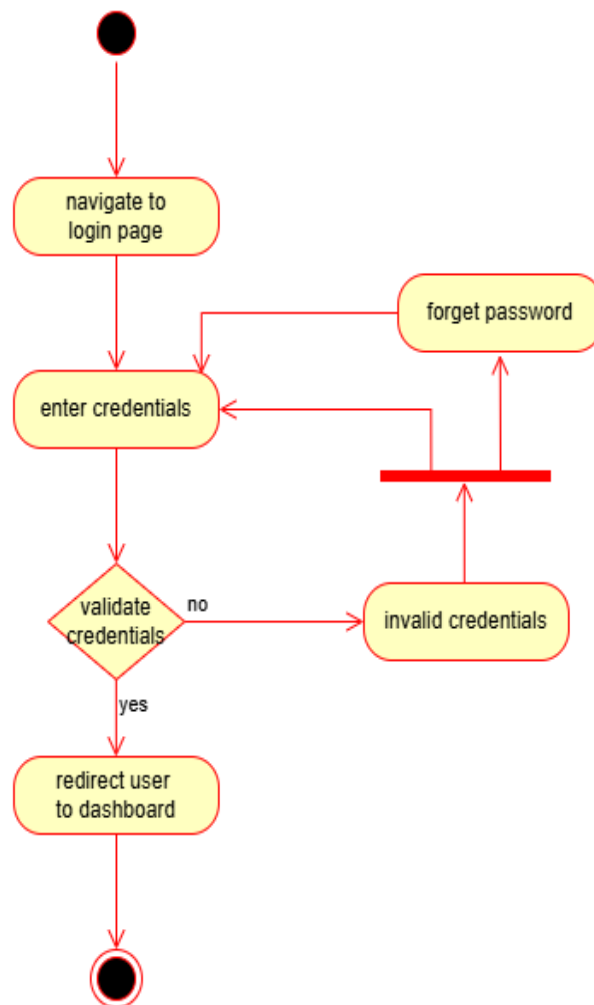 navigate to
login page
forget password
enter credentials
validate
credentials
no
invalid credentials
yes
redirect user
to dashboard